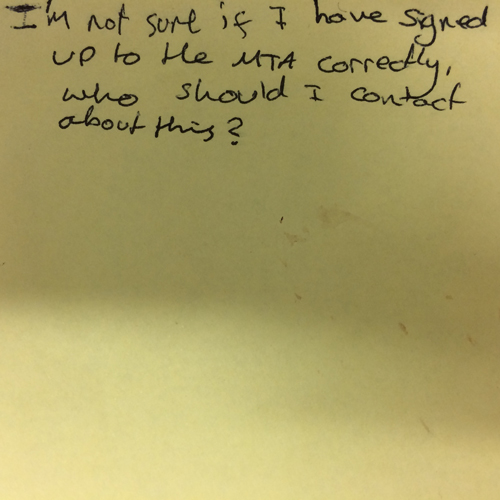 I'm not sure if I have signed
up to the MTA correctly,
who should I contact
about this?